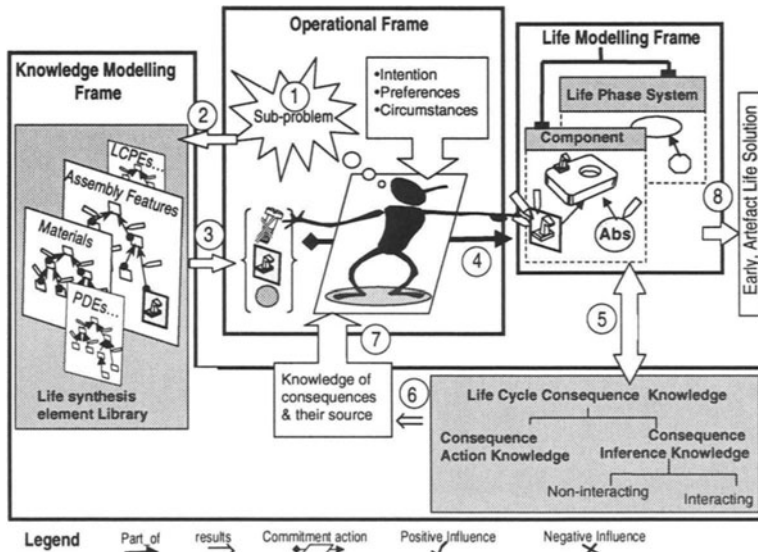 Operational Frame
Life Modelling Frame
Knowledge Modelling
Frame
1
Sub-problem
•Intention
•Preferences
•Circumstances
Life Phase System
Component
2
LCPEs...
Assembly Features
Materials
PDEs...
Life synthesis
element Library
3
4
Abs
8
Early, Artefact Life Solution
5
7
Knowledge of
consequences
& their source
6
Life Cycle Consequence Knowledge
Consequence
Action Knowledge
Consequence
Inference Knowledge
Non-interacting
Interacting
Legend
Part_of
results
Commitment action
Positive Influence
Negative Influence